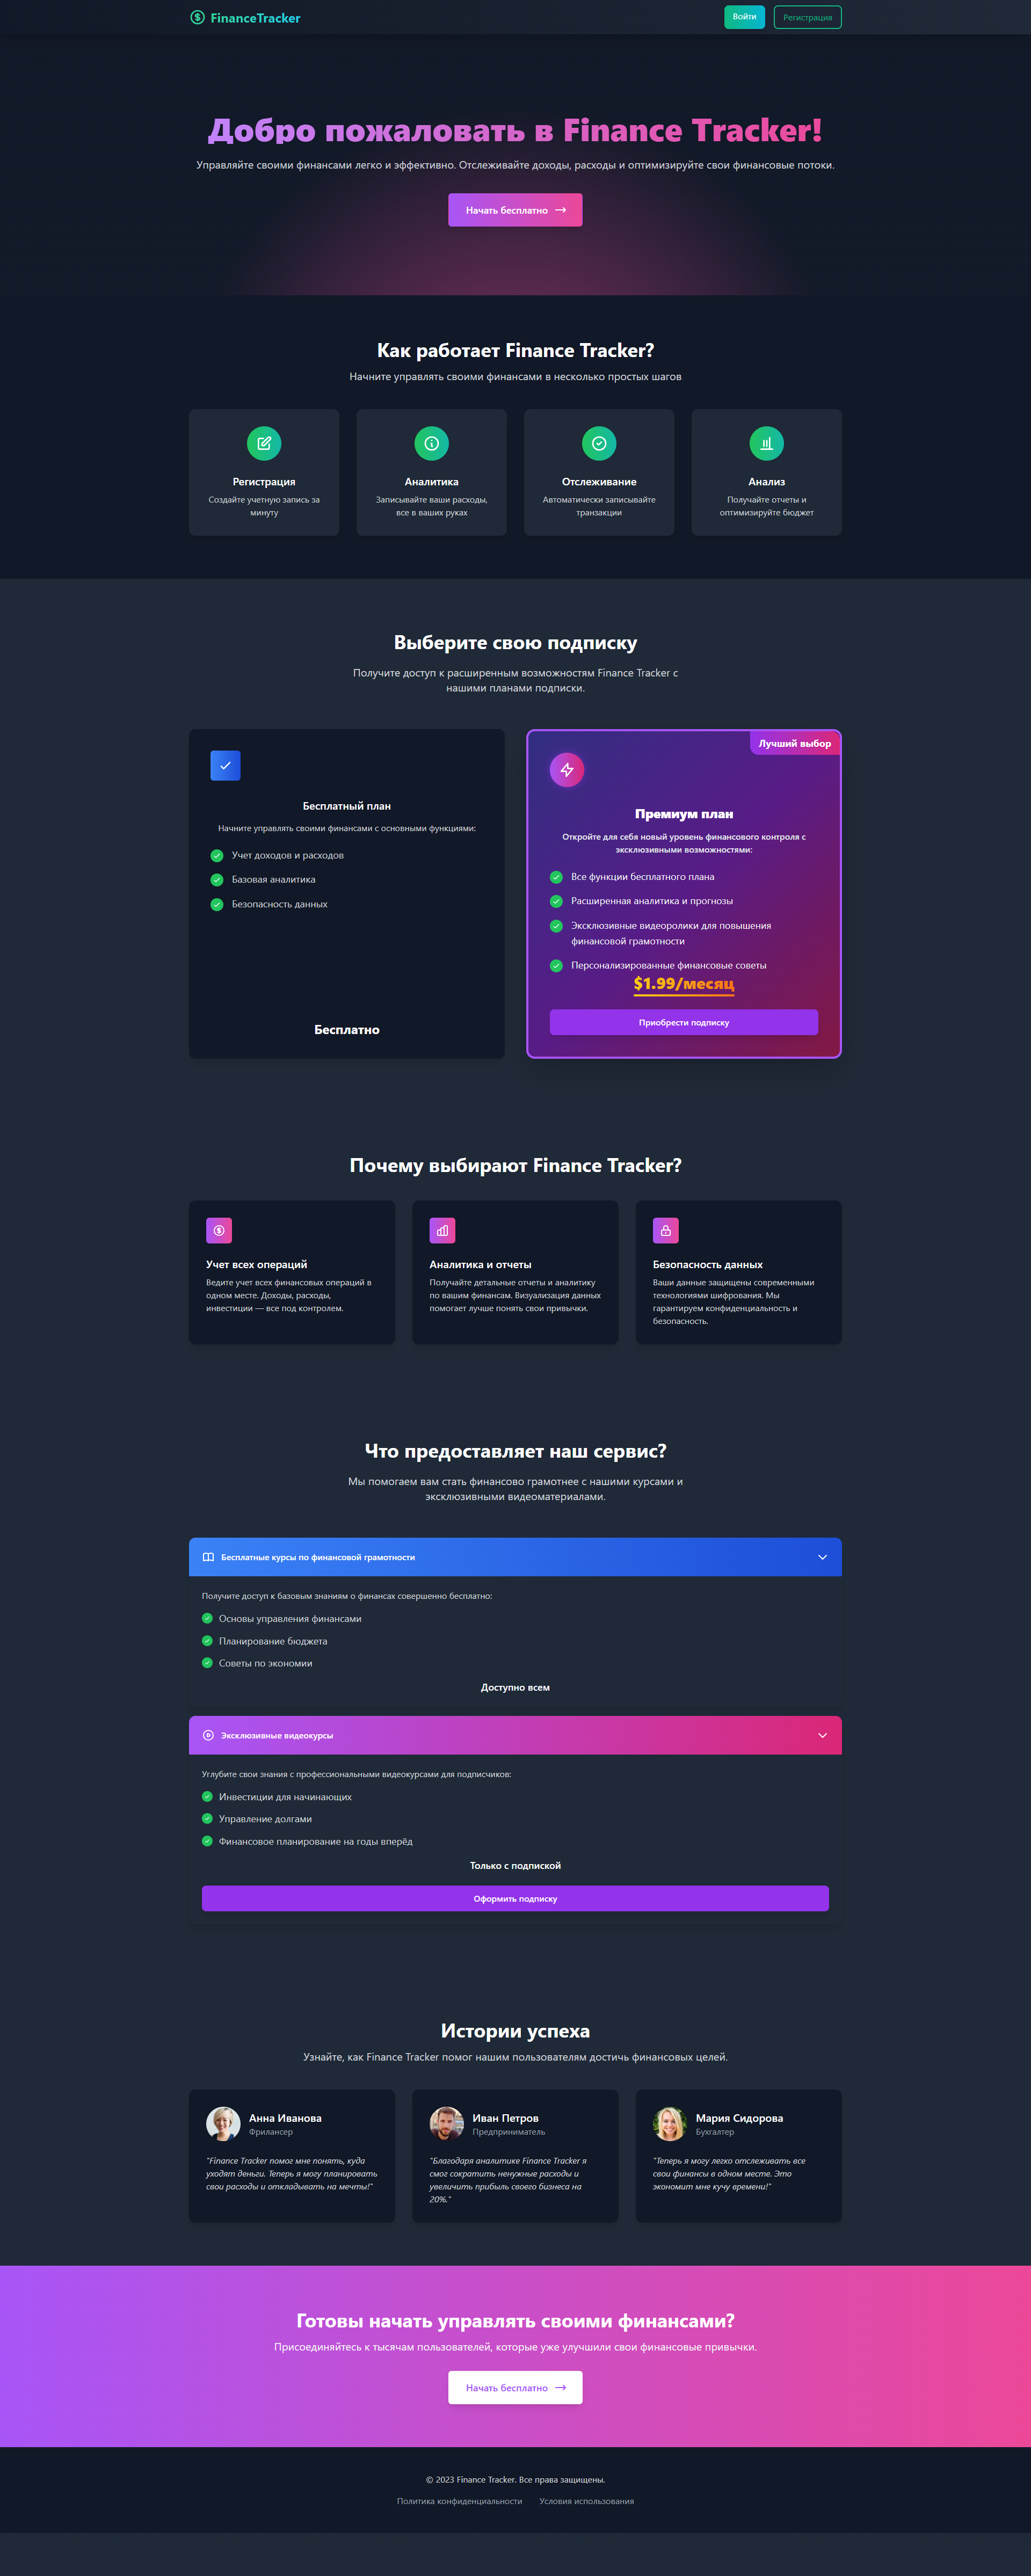 FinanceTracker
Войти
Регистрация
Добро пожаловать в Finance Tracker!
Управляйте своими финансами легко и эффективно. Отслеживайте доходы, расходы и оптимизируйте свои финансовые потоки.
Начать бесплатно
Как работает Finance Tracker?
Начните управлять своими финансами в несколько простых шагов
Регистрация
Создайте учетную запись за
минуту
Аналитика
Записывайте ваши расходы,
все в ваших руках
Отслеживание
Автоматически записывайте
транзакции
Анализ
Получайте отчеты и
оптимизируйте бюджет
Выберите свою подписку
Получите доступ к расширенным возможностям Finance Tracker с
нашими планами подписки.
Бесплатный план
Начните управлять своими финансами с основными функциями:
Учет доходов и расходов
Базовая аналитика
Безопасность данных
Бесплатно
Лучший выбор
Премиум план
Откройте для себя новый уровень финансового контроля с
эксклюзивными возможностями:
Все функции бесплатного плана
Расширенная аналитика и прогнозы
Эксклюзивные видеоролики для повышения
финансовой грамотности
Персонализированные финансовые советы
$1.99/месяц
Приобрести подписку
Почему выбирают Finance Tracker?
Учет всех операций
Ведите учет всех финансовых операций в
одном месте. Доходы, расходы,
инвестиции — все под контролем.
Аналитика и отчеты
Получайте детальные отчеты и аналитику
по вашим финансам. Визуализация данных
помогает лучше понять свои привычки.
Безопасность данных
Ваши данные защищены современными
технологиями шифрования. Мы
гарантируем конфиденциальность и
безопасность.
Что предоставляет наш сервис?
Мы помогаем вам стать финансово грамотнее с нашими курсами и
эксклюзивными видеоматериалами.
Бесплатные курсы по финансовой грамотности
Получите доступ к базовым знаниям о финансах совершенно бесплатно:
Основы управления финансами
Планирование бюджета
Советы по экономии
Доступно всем
Эксклюзивные видеокурсы
Углубите свои знания с профессиональными видеокурсами для подписчиков:
Инвестиции для начинающих
Управление долгами
Финансовое планирование на годы вперёд
Только с подпиской
Оформить подписку
Истории успеха
Узнайте, как Finance Tracker помог нашим пользователям достичь финансовых целей.
Анна Иванова
Фрилансер
"Finance Tracker помог мне понять, куда
уходят деньги. Теперь я могу планировать
свои расходы и откладывать на мечты!"
Иван Петров
Предприниматель
"Благодаря аналитике Finance Tracker я
смог сократить ненужные расходы и
увеличить прибыль своего бизнеса на
20%."
Мария Сидорова
Бухгалтер
"Теперь я могу легко отслеживать все
свои финансы в одном месте. Это
экономит мне кучу времени!"
Готовы начать управлять своими финансами?
Присоединяйтесь к тысячам пользователей, которые уже улучшили свои финансовые привычки.
Начать бесплатно
© 2023 Finance Tracker. Все права защищены.
Политика конфиденциальности
Условия использования